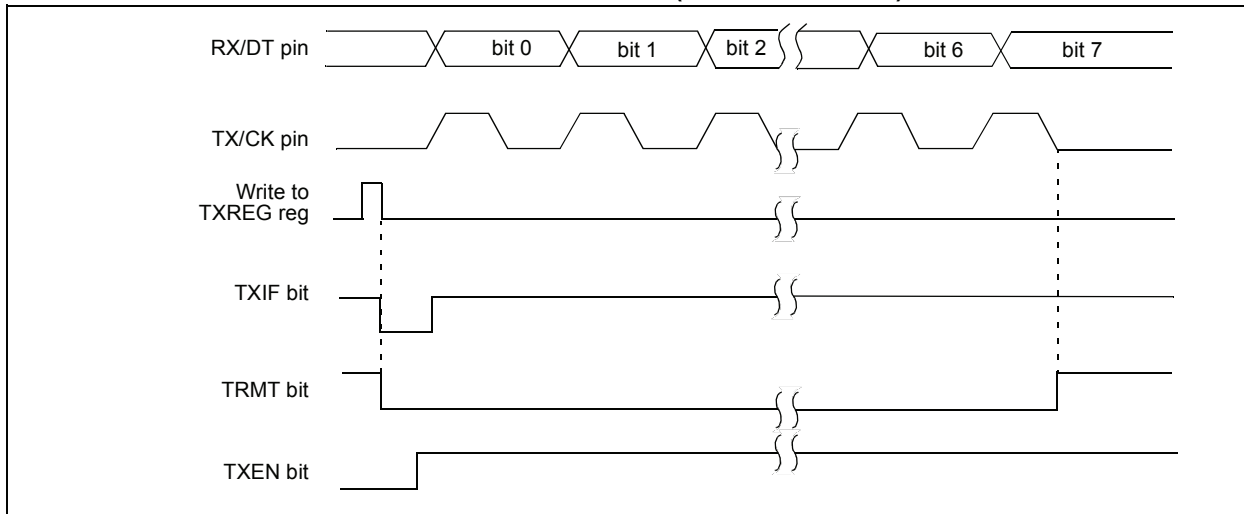 RX/DT pin
bit 0 bit 1 bit 2 bit 6 bit 7
TX/CK pin
Write to
TXREG reg
TXIF bit
TRMT bit
TXEN bit